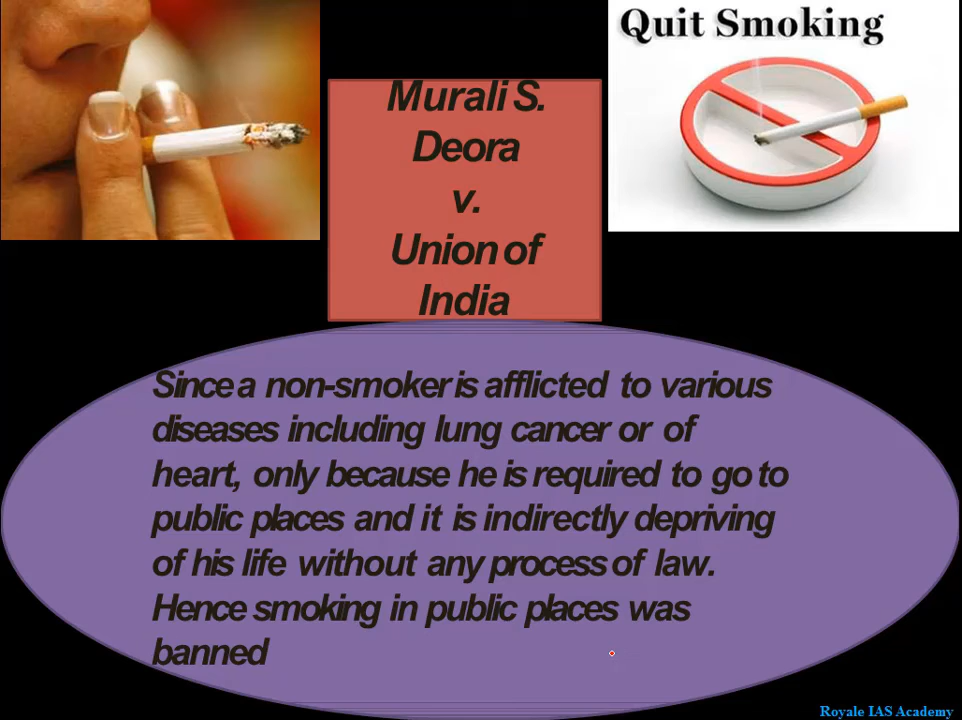 Quit Smoking
Murali S.
Deora
v.
Union of
India
Since a non-smoker is afflicted to various
diseases including lung cancer or of
heart, only because he is required to go to
public places and it is indirectly depriving
of his life without any process of law.
Hence smoking in public places was
banned
Royale IAS Academy